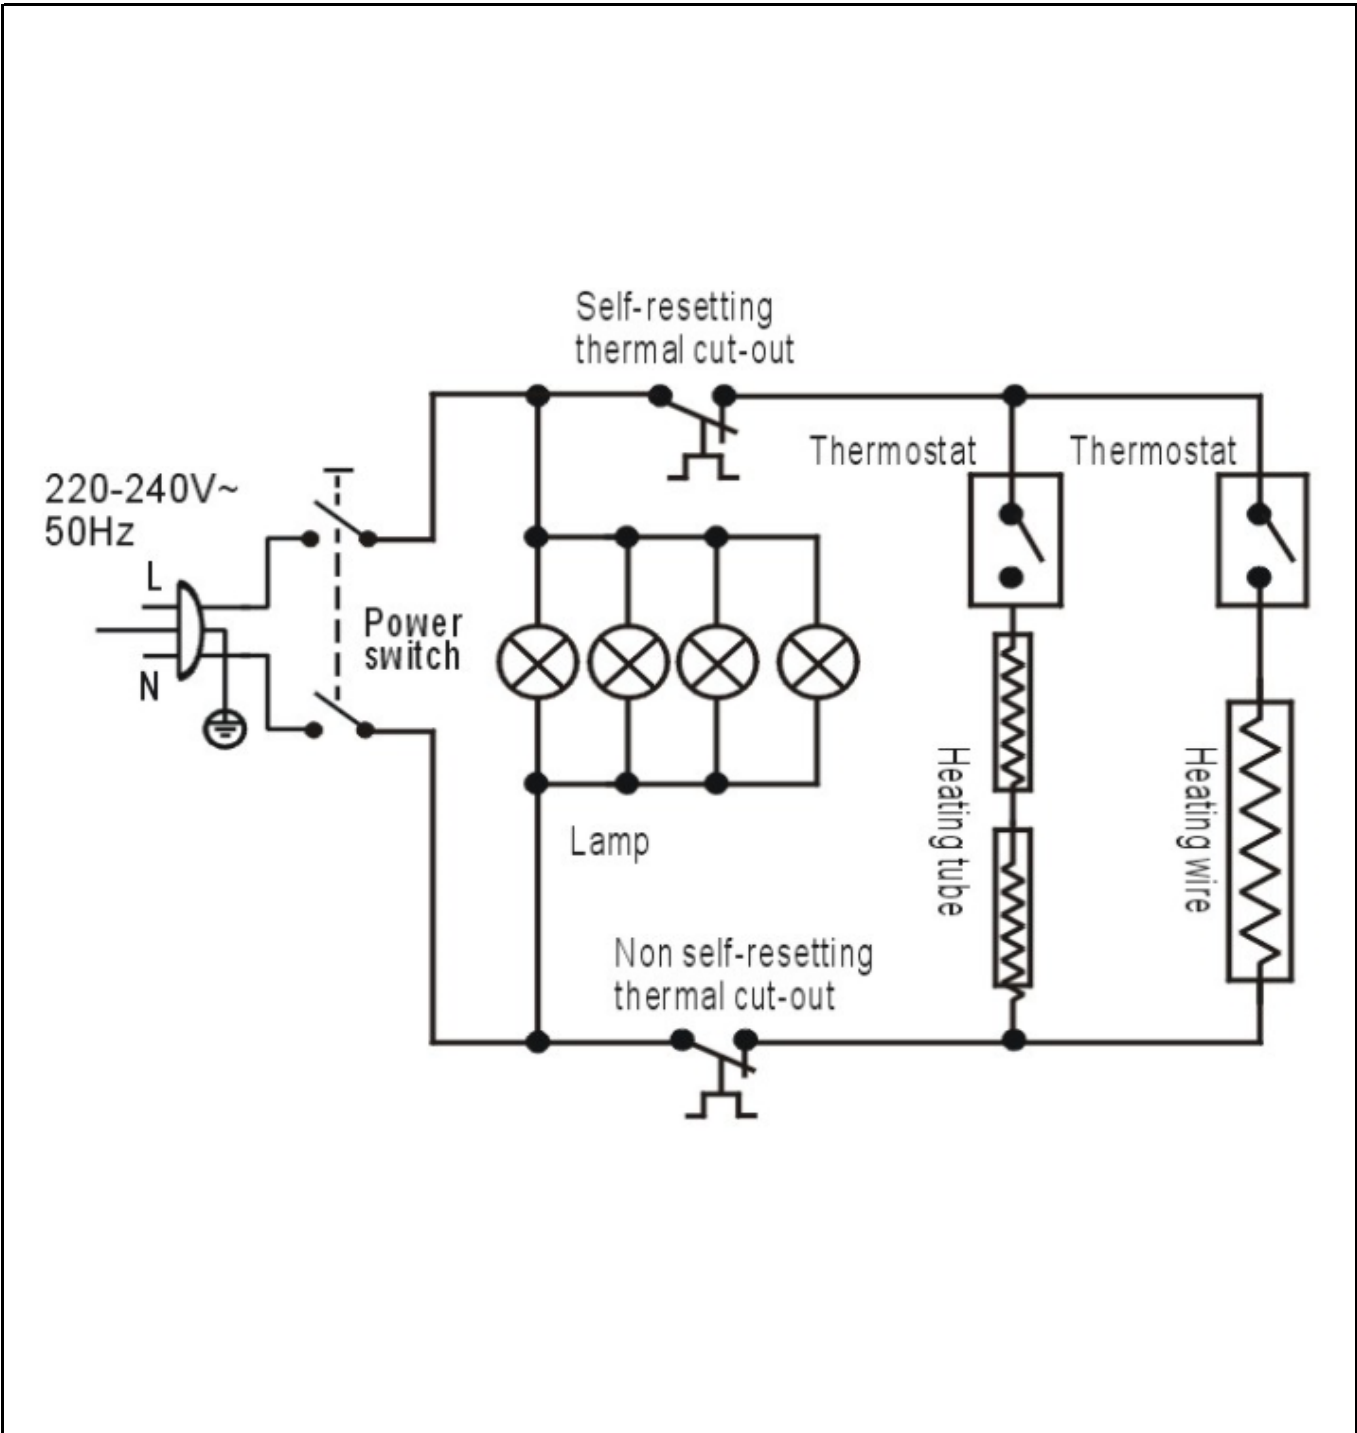 Self-resetting
thermal cut-out
Thermostat
Thermostat
220-240V~
50Hz
L
N
Power
switch
Lamp
Heating tube
Heating wire
Non self-resetting
thermal cut-out